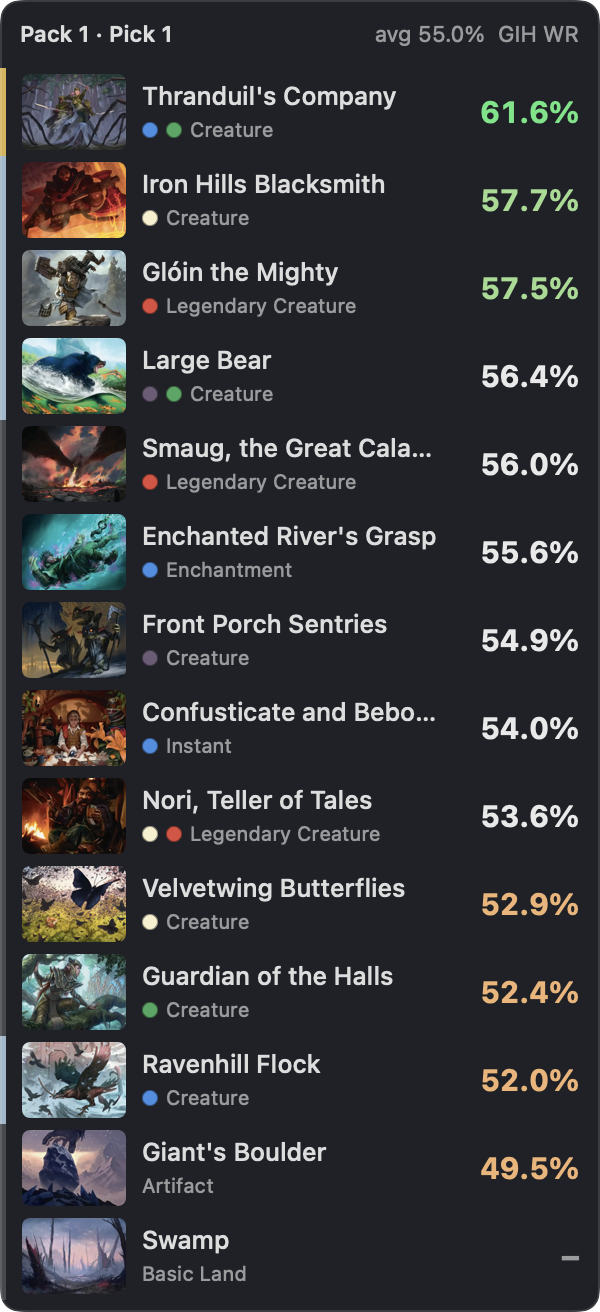 Pack 1 · Pick 1 avg 55.0% GIH WR
Thranduil's Company
Creature
61.6%
Iron Hills Blacksmith
Creature
57.7%
Glóin the Mighty
Legendary Creature
57.5%
Large Bear
Creature
56.4%
Smaug, the Great Cala...
Legendary Creature
56.0%
Enchanted River's Grasp
Enchantment
55.6%
Front Porch Sentries
Creature
54.9%
Confusticate and Bebo...
Instant
54.0%
Nori, Teller of Tales
Legendary Creature
53.6%
Velvetwing Butterflies
Creature
52.9%
Guardian of the Halls
Creature
52.4%
Ravenhill Flock
Creature
52.0%
Giant's Boulder
Artifact
49.5%
Swamp
Basic Land
–